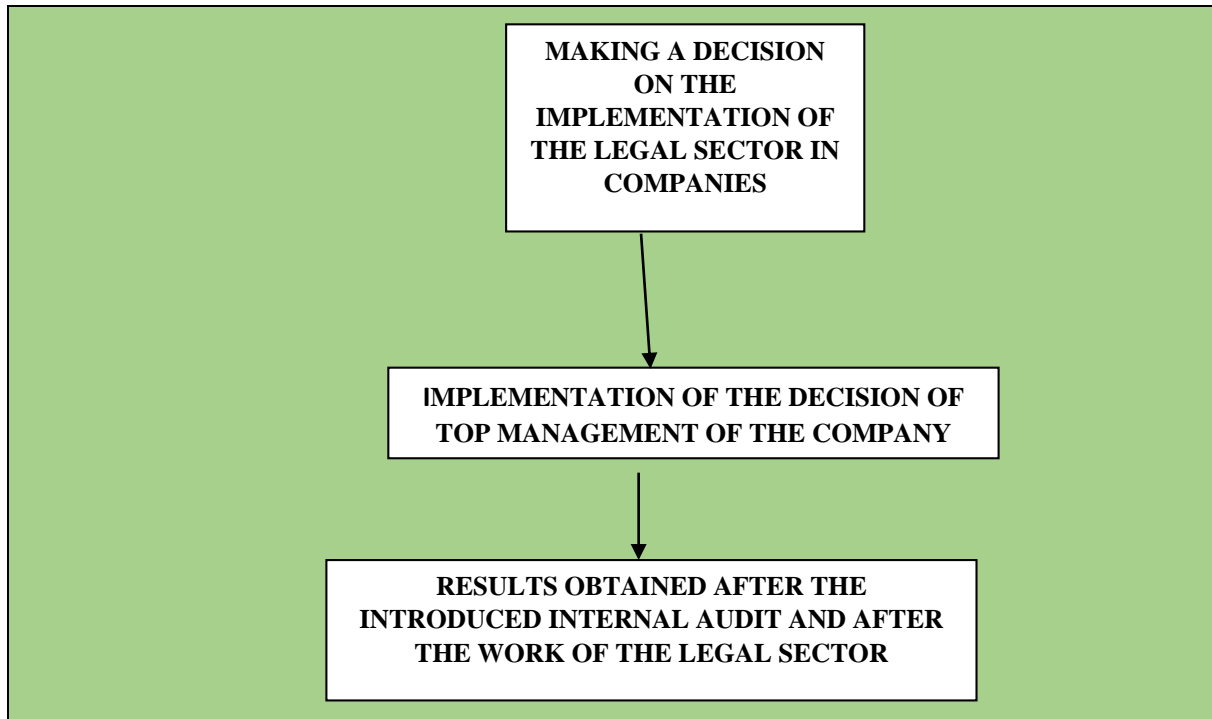 MAKING A DECISION
ON THE
IMPLEMENTATION OF
THE LEGAL SECTOR IN
COMPANIES
IMPLEMENTATION OF THE DECISION OF
TOP MANAGEMENT OF THE COMPANY
RESULTS OBTAINED AFTER THE
INTRODUCED INTERNAL AUDIT AND AFTER
THE WORK OF THE LEGAL SECTOR